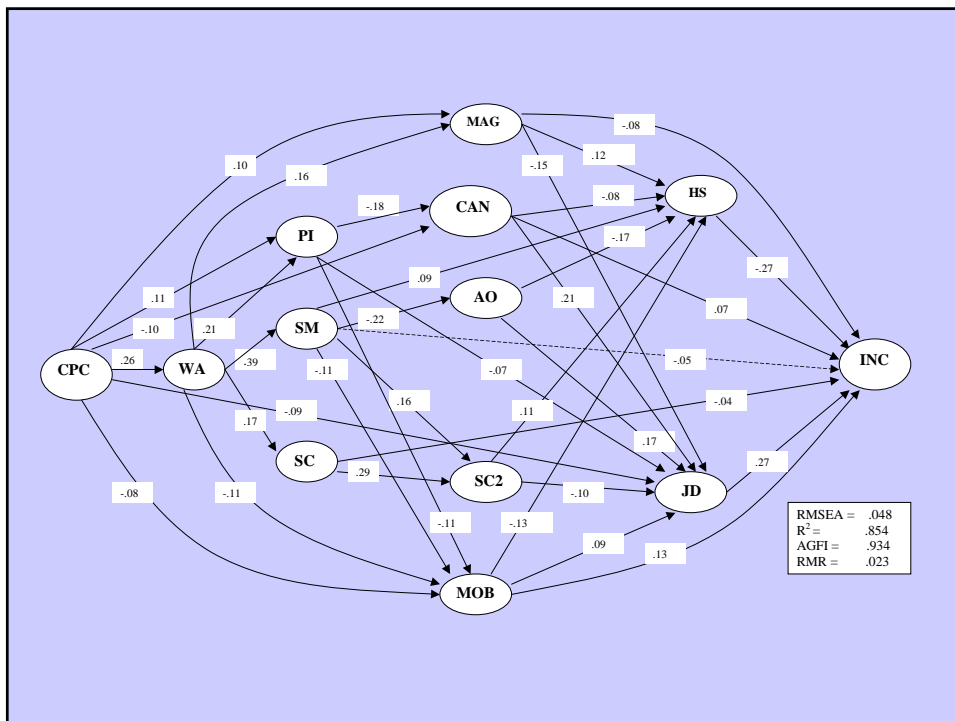 MAG
-.08
.10
.12
-.15
.16
HS
-.18
CAN
-.08
PI
-.17
.09
-.27
.11
AO
.21
.07
-.10
.21
SM
-.22
-.05
INC
CPC
.26
WA
.39
-.11
-.07
-.04
-.09
.16
.17
.11
.17
.27
SC
.29
SC2
-.10
JD
-.08
-.11
-.11
-.13
.09
.13
MOB
RMSEA = .048
R2 = .854
AGFI = .934
RMR = .023